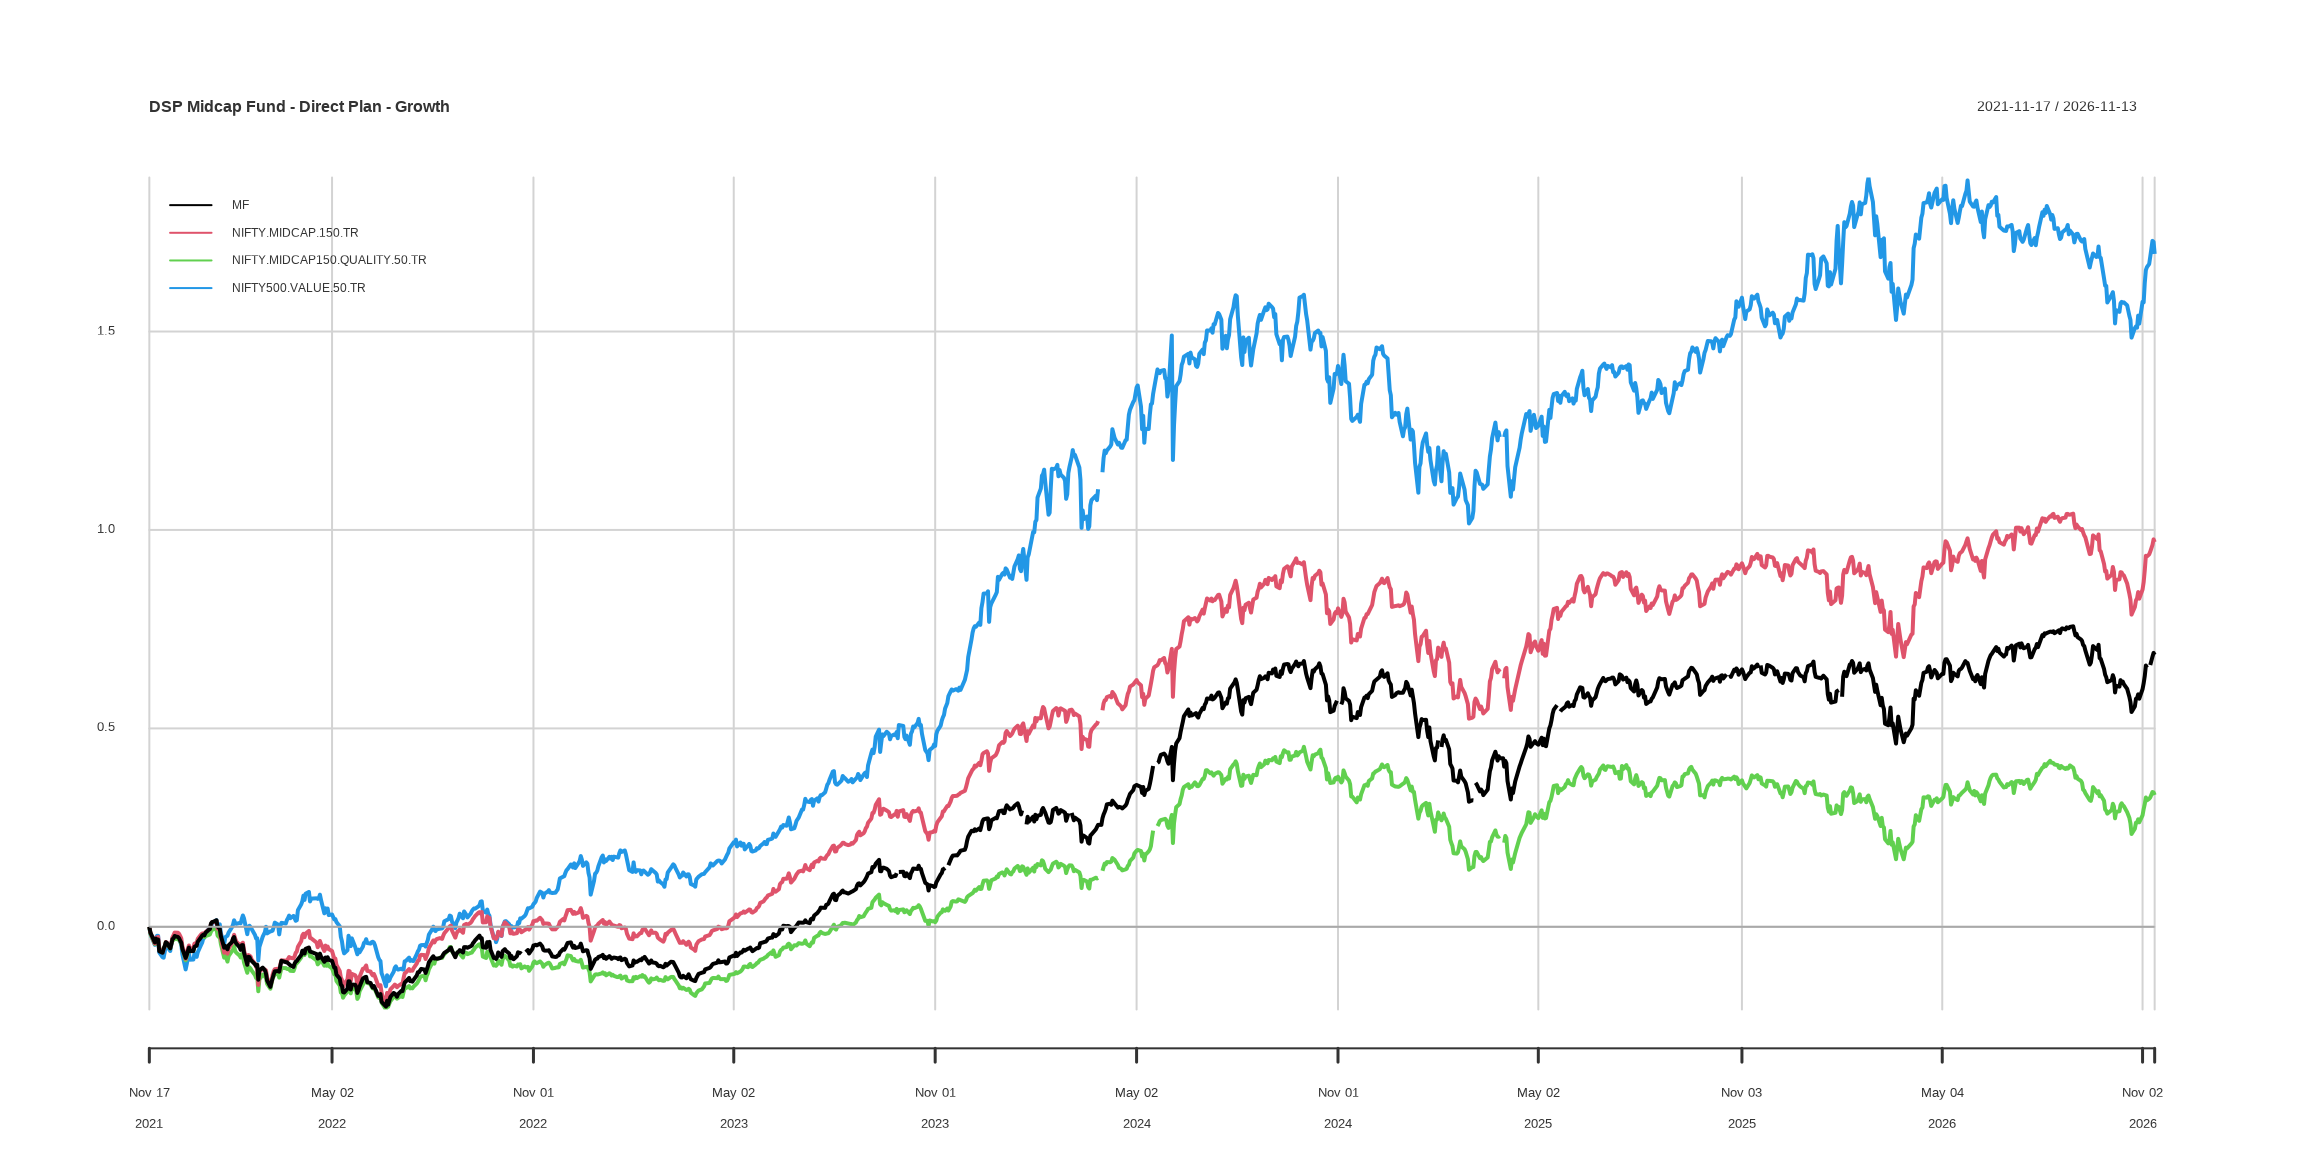 DSP Midcap Fund - Direct Plan - Growth
2021-11-17 / 2026-11-13
MF
NIFTY.MIDCAP.150.TR
NIFTY.MIDCAP150.QUALITY.50.TR
NIFTY500.VALUE.50.TR
1.5
1.0
0.5
0.0
Nov 17 May 02 Nov 01 May 02 Nov 01 May 02 Nov 01 May 02 Nov 03 May 04 Nov 02
2021 2022 2022 2023 2023 2024 2024 2025 2025 2026 2026